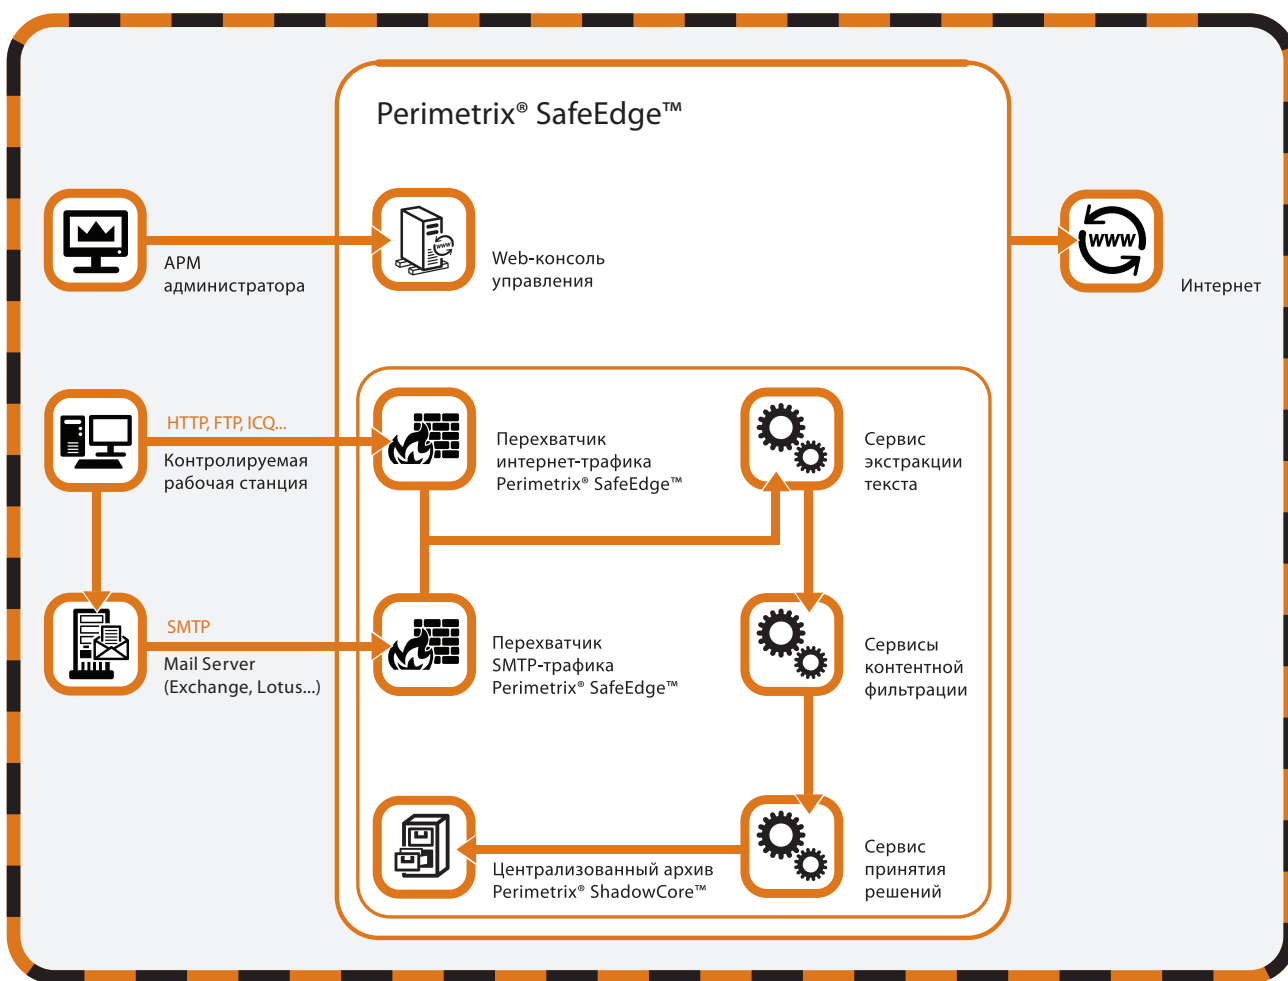 Perimetrix® SafeEdge™
АРМ
администратора
Web-консоль
управления
www
www
Интернет
HTTP, FTP, ICQ...
Контролируемая
рабочая станция
Перехватчик
интернет-трафика
Perimetrix® SafeEdge™
Сервис
экстракции
текста
SMTP
Mail Server
(Exchange, Lotus...)
Перехватчик
SMTP-трафика
Perimetrix® SafeEdge™
Сервисы
контентной
фильтрации
Централизованный архив
Perimetrix® ShadowCore™
Сервис
принятия
решений